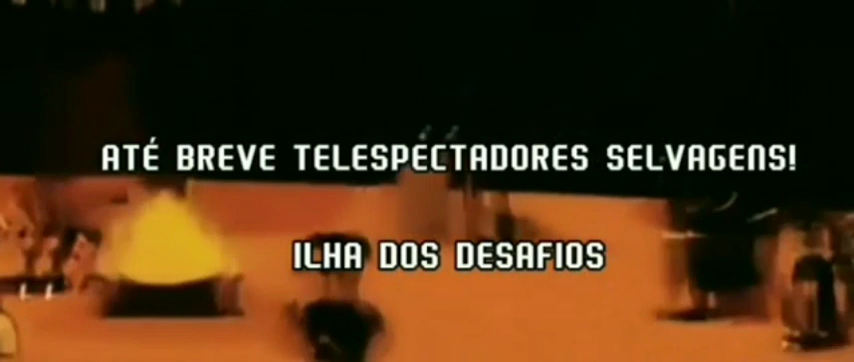 ATÉ BREVE TELESPECTADORES SELVAGENS!
ILHA DOS DESAFIOS